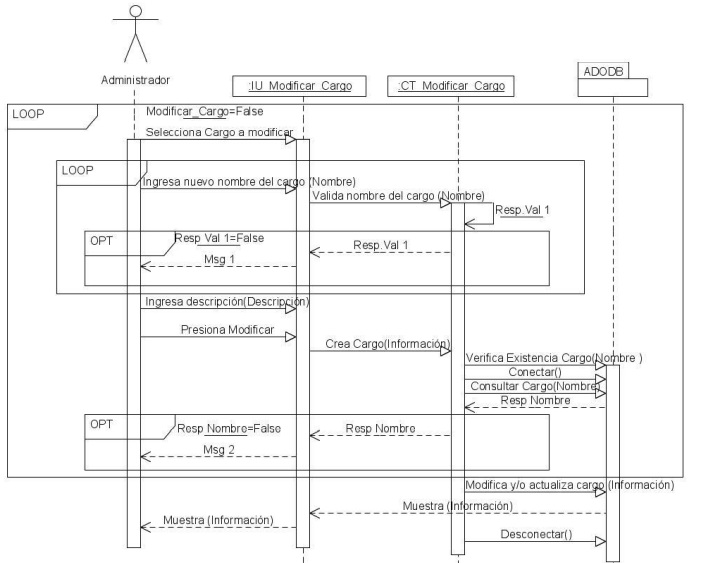 ADODB
Administrador
:IU_Modificar_Cargo
:CT_Modificar_Cargo
LOOP
Modificar_Cargo=False
Selecciona Cargo a modificar
LOOP
Ingresa nuevo nombre del cargo (Nombre)
Valida nombre del cargo (Nombre)
Resp.Val 1
OPT
Resp Val 1=False
Resp.Val 1
Msg 1
Ingresa descripción(Descripción)
Presiona Modificar
Crea Cargo(Información)
Verifica Existencia Cargo(Nombre )
Conectar()
Consultar Cargo(Nombre)
Resp Nombre
OPT
Resp Nombre=False
Resp Nombre
Msg 2
Modifica y/o actualiza cargo (Información)
Muestra (Información)
Muestra (Información)
Desconectar()